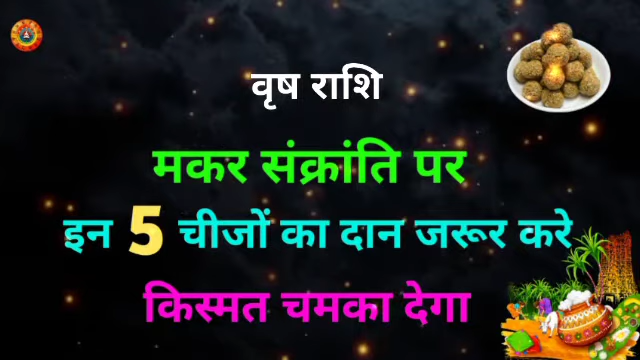 वृष राशि
मकर संक्रांति पर
इन 5 चीजों का दान जरूर करे
किस्मत चमका देगा